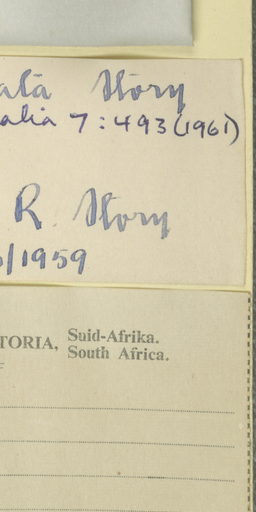 ata Story
alia 7:493(1961)
R. Story
/1959
TORIA, Suid-Afrika.
South Africa.